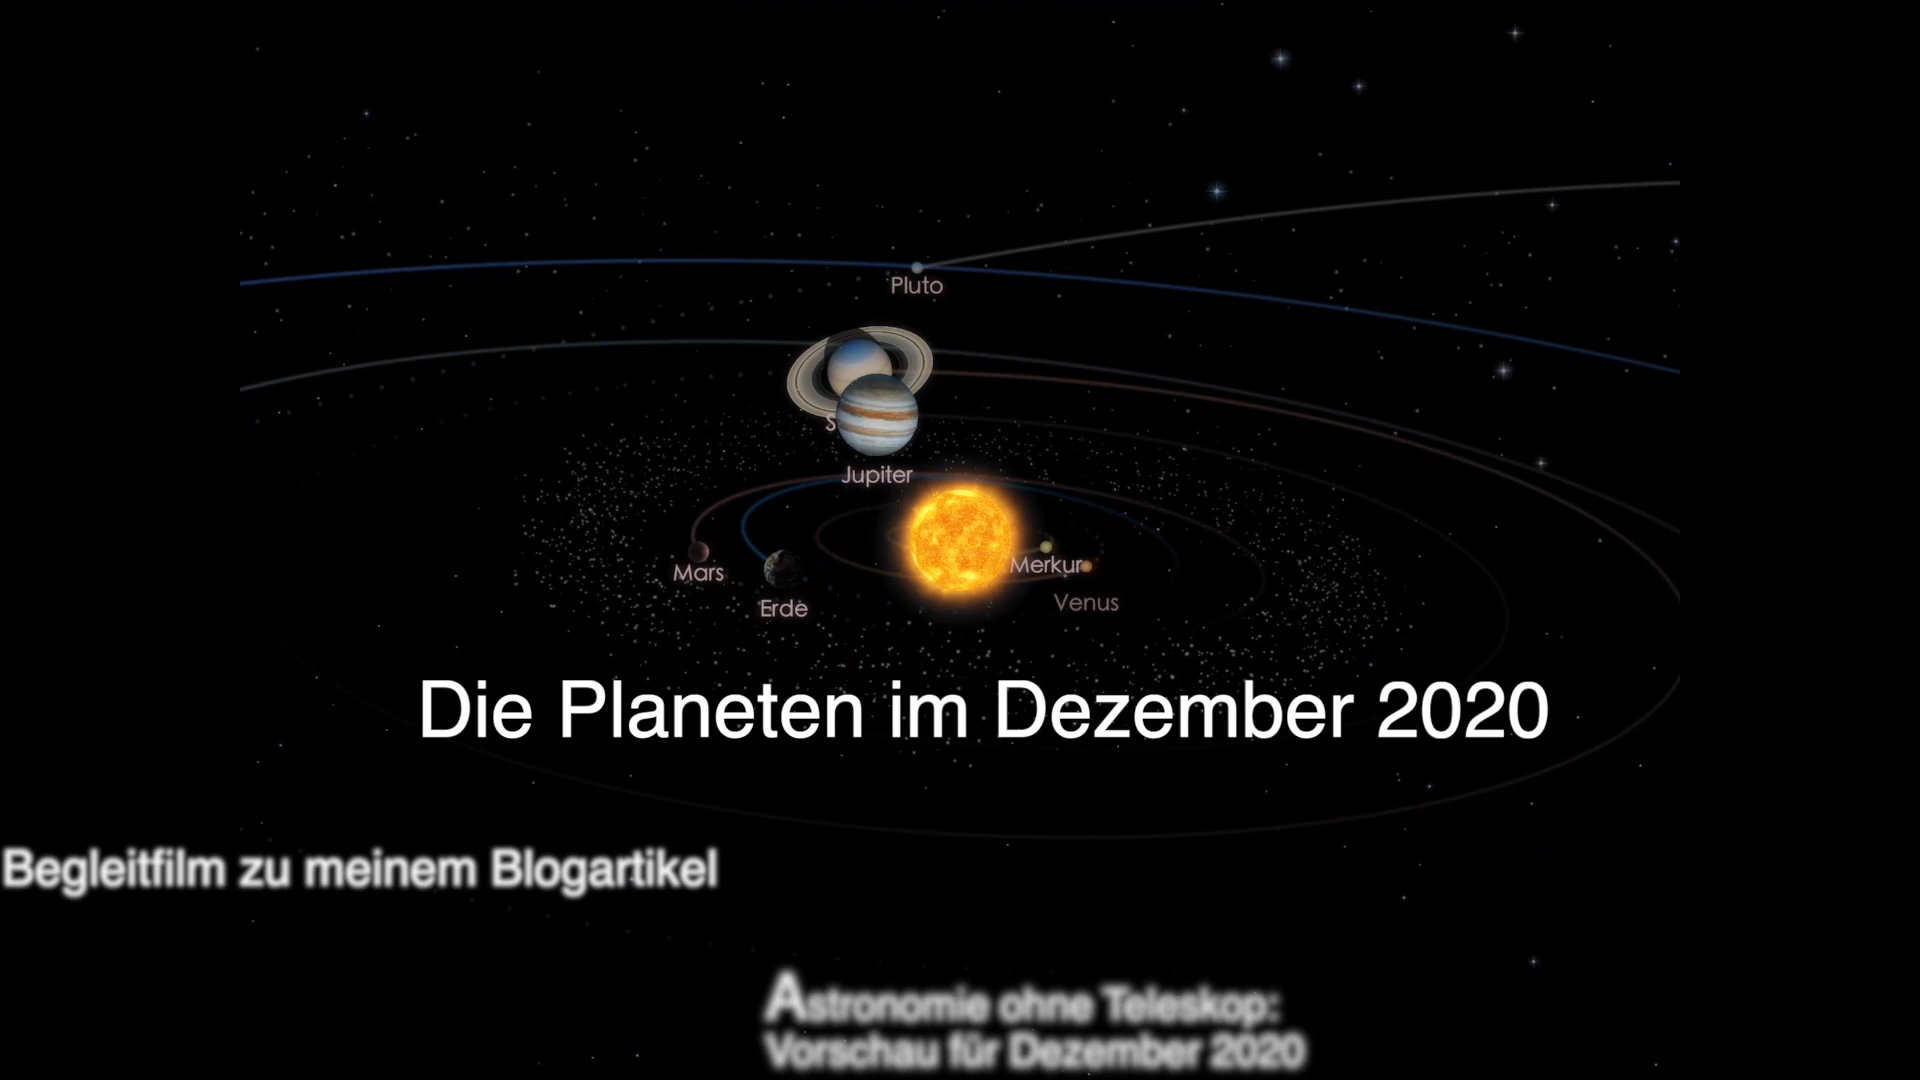 Pluto
S
Jupiter
Merkur
Mars
Venus
Erde
Die Planeten im Dezember 2020
Begleitfilm zu meinem Blogartikel
Astronomie ohne Teleskop:
Vorschau für Dezember 2020